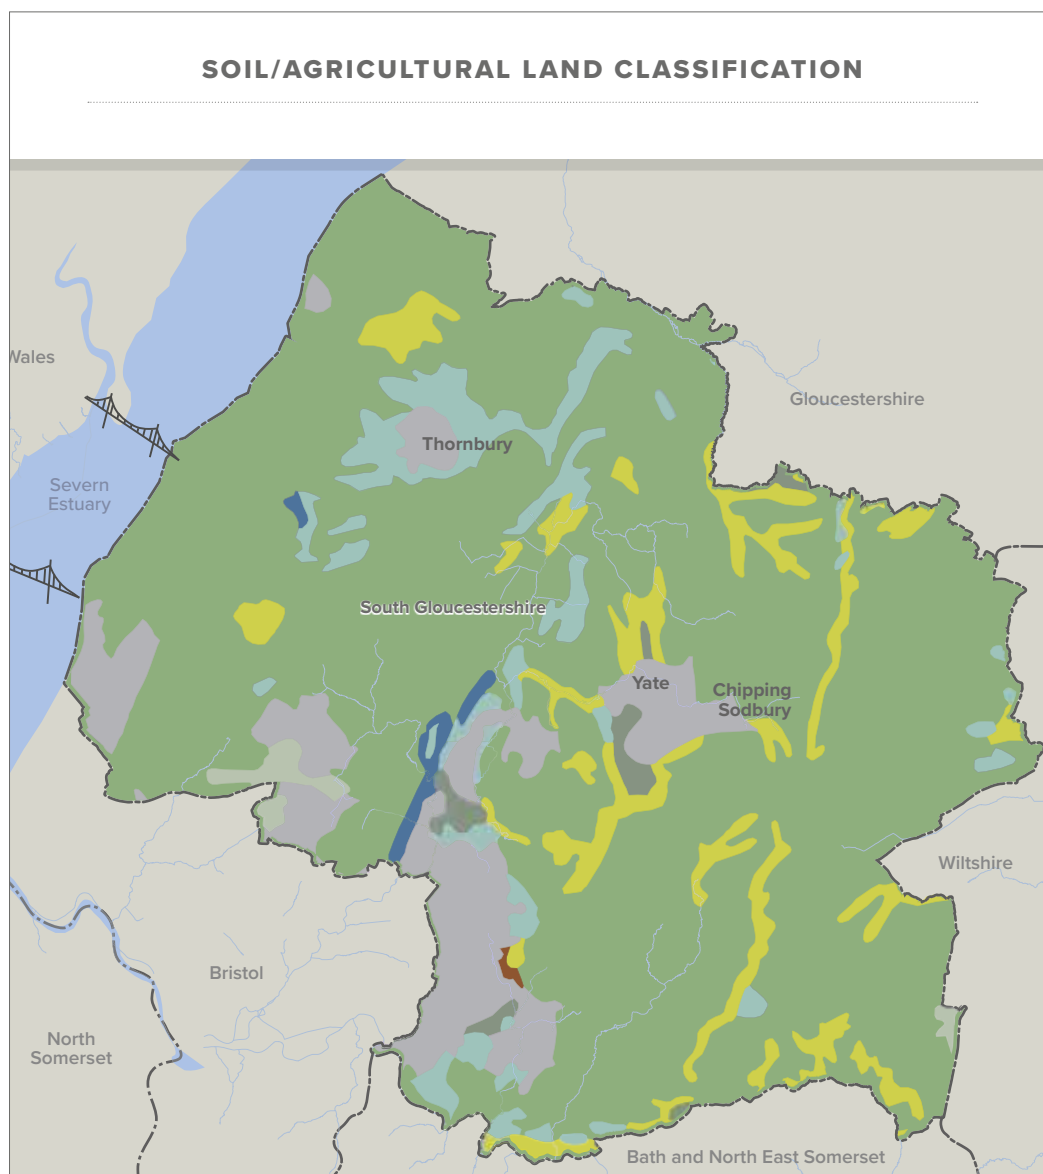 SOIL/AGRICULTURAL LAND CLASSIFICATION
Wales
Gloucestershire
Thornbury
Severn
Estuary
South Gloucestershire
Yate
Chipping
Sodbury
Wiltshire
Bristol
North
Somerset
Bath and North East Somerset